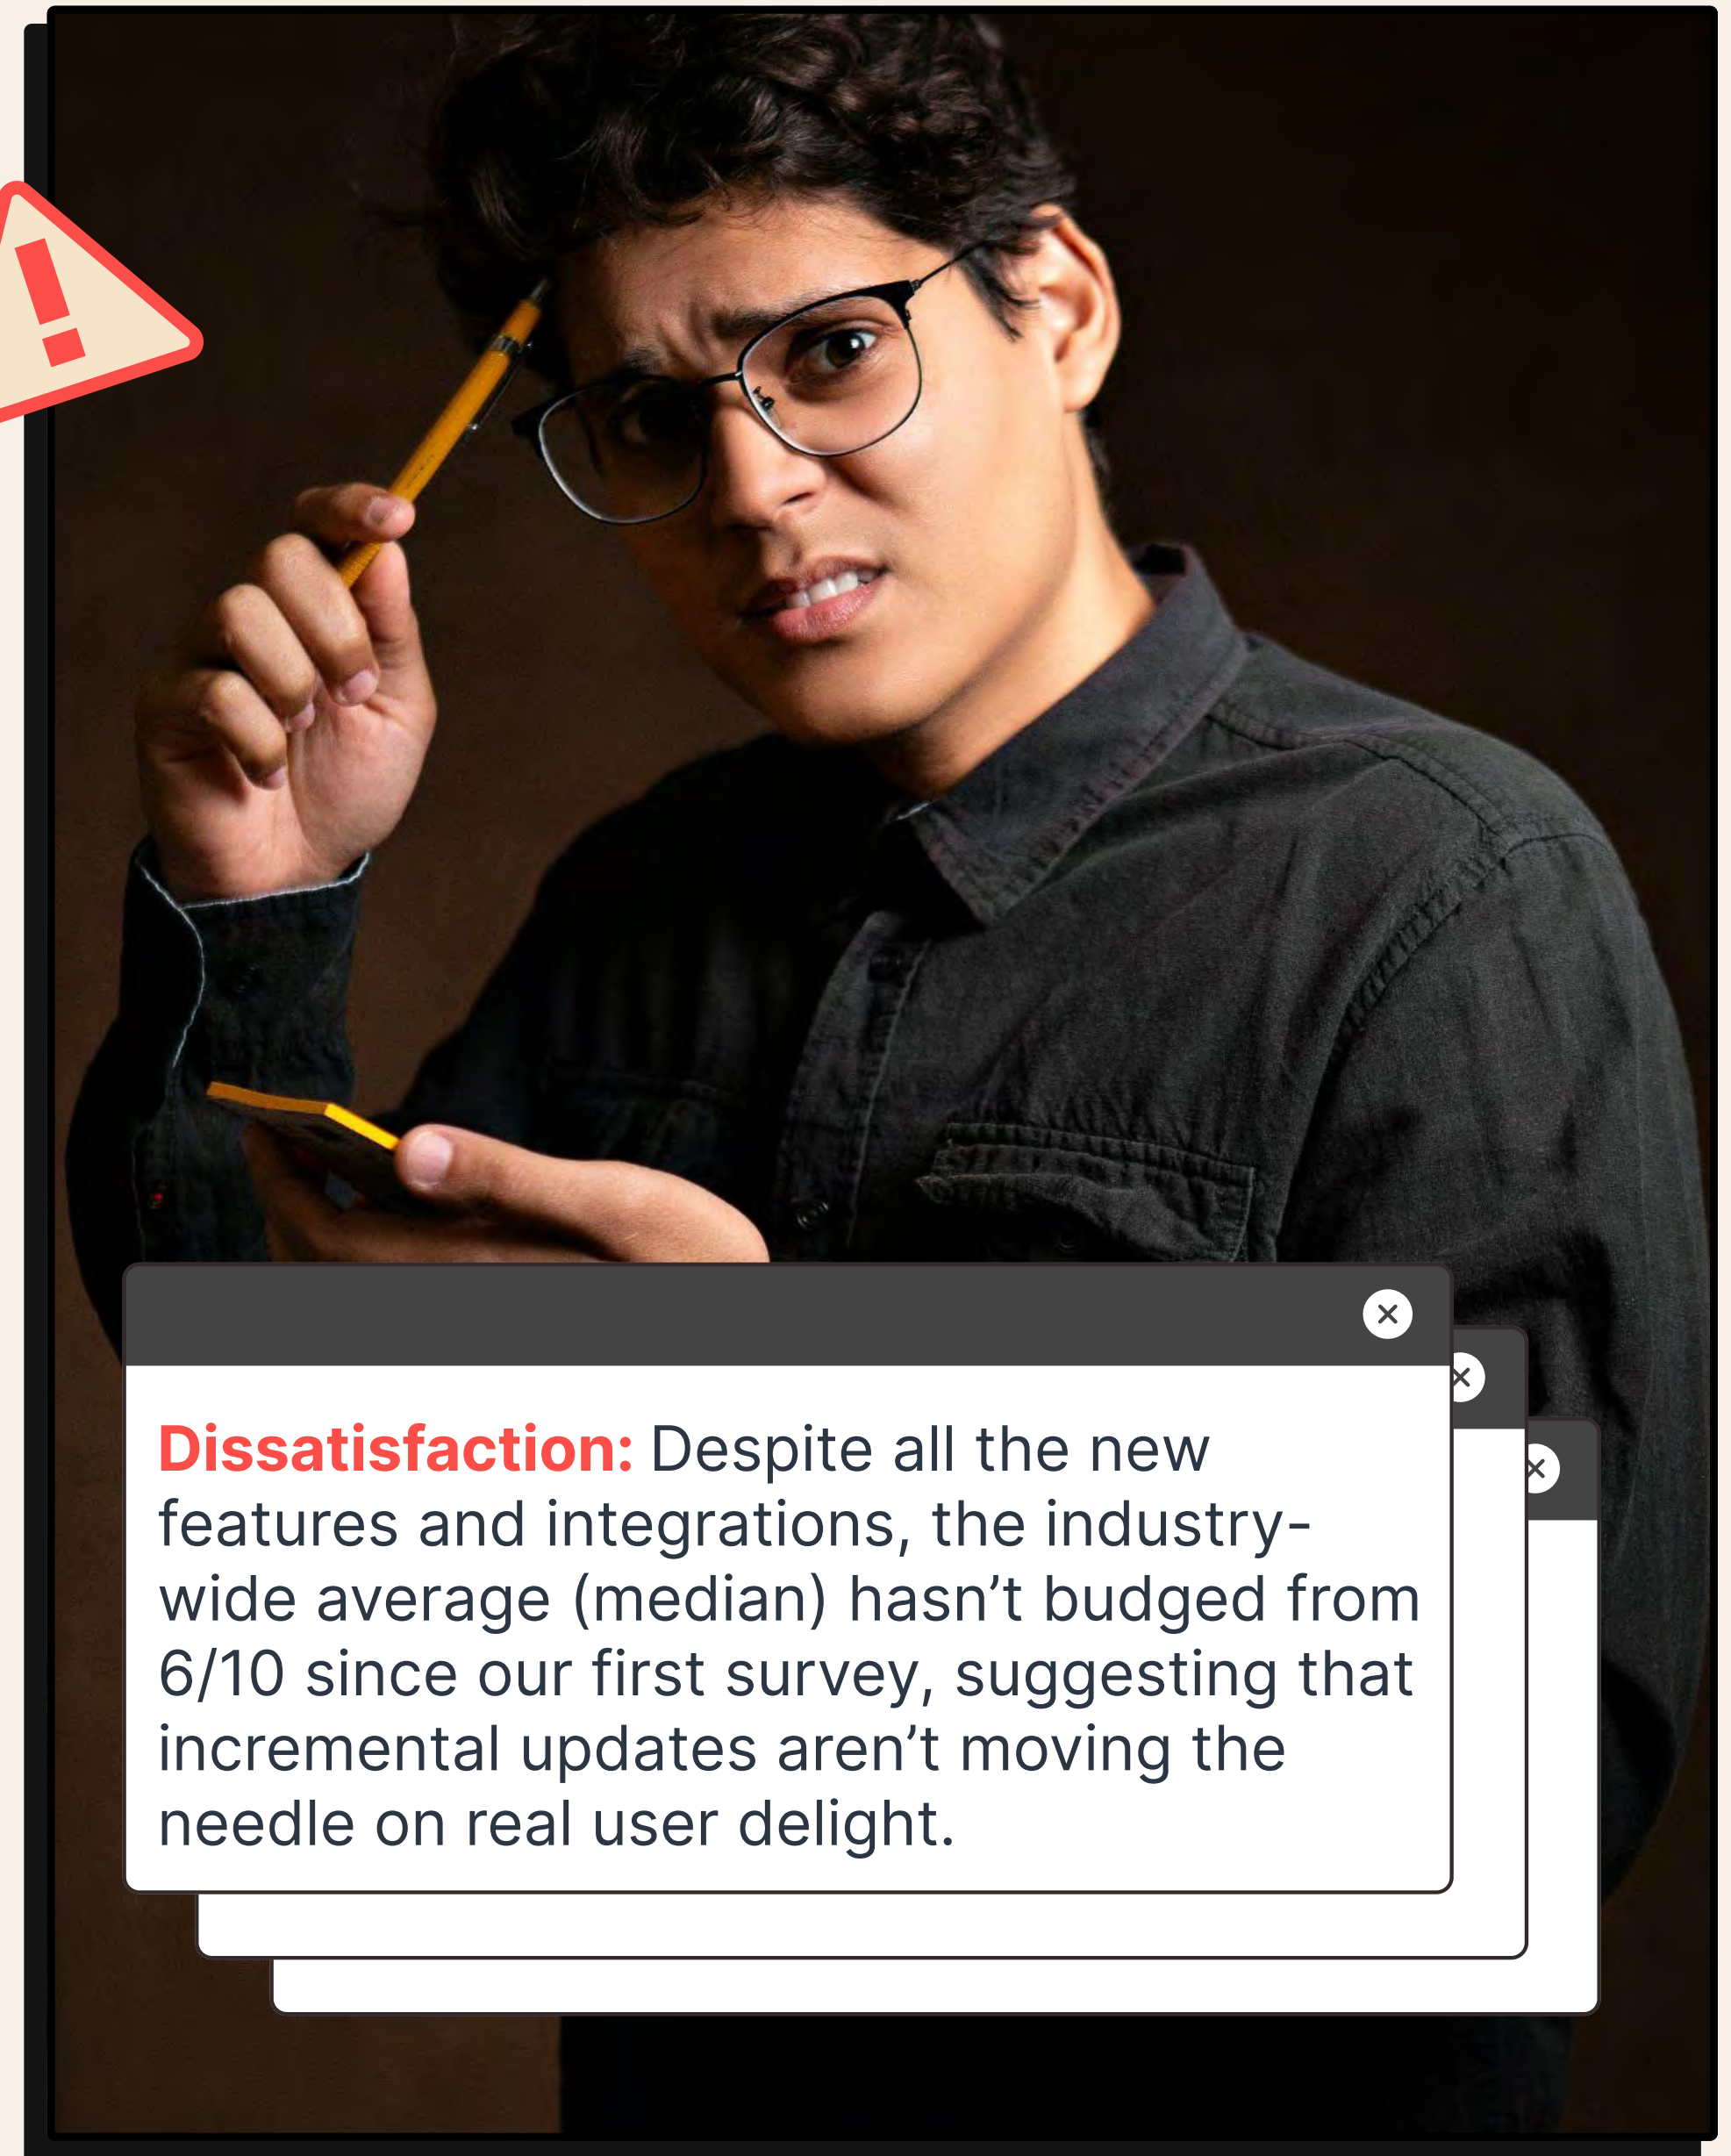 Dissatisfaction: Despite all the new
features and integrations, the industry-
wide average (median) hasn’t budged from
6/10 since our first survey, suggesting that
incremental updates aren’t moving the
needle on real user delight.